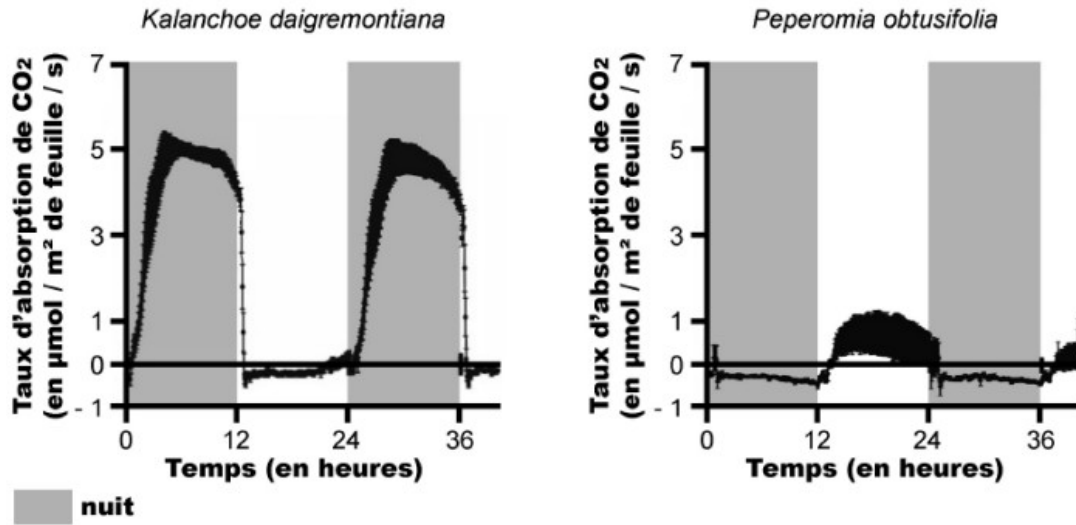 Kalanchoe daigremontiana
Taux d'absorption de CO2
(en µmol / m² de feuille / s)
7
5
3
1
0
- 1
0
12
24
36
Temps (en heures)
Peperomia obtusifolia
Taux d'absorption de CO2
(en µmol / m² de feuille / s)
7
5
3
1
0
- 1
0
12
24
36
Temps (en heures)
nuit